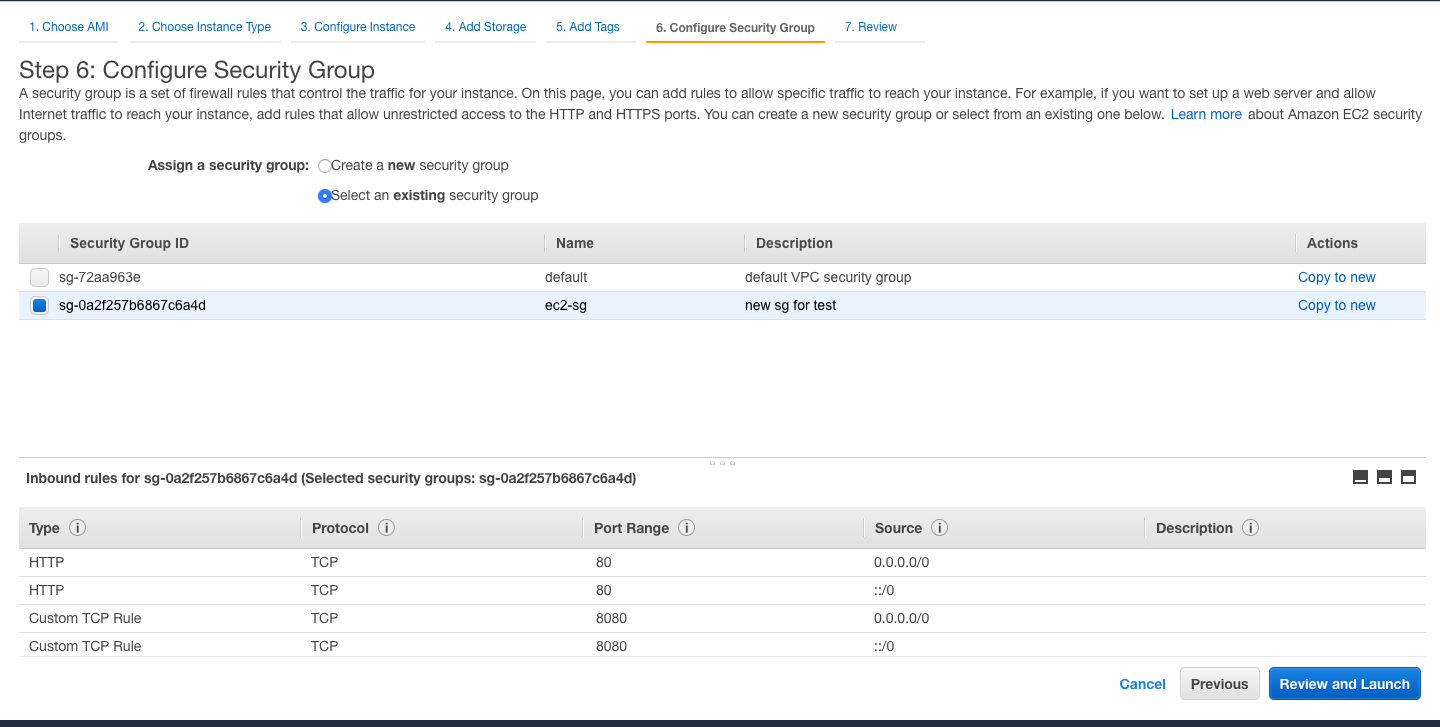 1. Choose AMI 2. Choose Instance Type 3. Configure Instance 4. Add Storage 5. Add Tags 6. Configure Security Group 7. Review
Step 6: Configure Security Group
A security group is a set of firewall rules that control the traffic for your instance. On this page, you can add rules to allow specific traffic to reach your instance. For example, if you want to set up a web server and allow
Internet traffic to reach your instance, add rules that allow unrestricted access to the HTTP and HTTPS ports. You can create a new security group or select from an existing one below. Learn more about Amazon EC2 security
groups.
Assign a security group: Create a new security group
Select an existing security group
Security Group ID Name Description Actions
sg-72aa963e default default VPC security group Copy to new
sg-0a2f257b6867c6a4d ec2-sg new sg for test Copy to new
Inbound rules for sg-0a2f257b6867c6a4d (Selected security groups: sg-0a2f257b6867c6a4d)
Type i Protocol i Port Range i Source i Description i
HTTP TCP 80 0.0.0.0/0
HTTP TCP 80 ::/0
Custom TCP Rule TCP 8080 0.0.0.0/0
Custom TCP Rule TCP 8080 ::/0
Cancel Previous Review and Launch